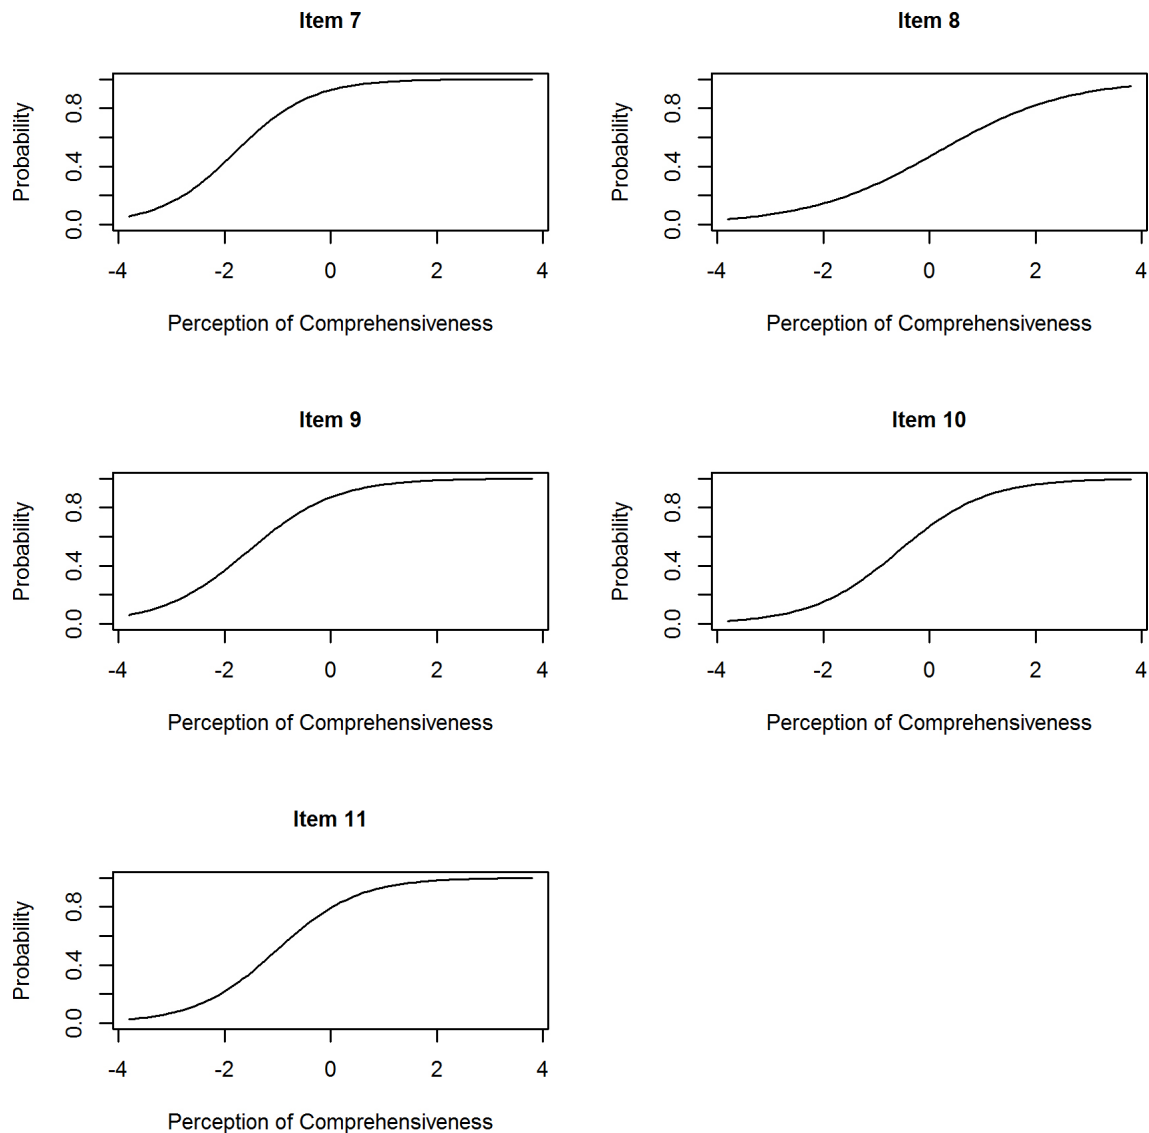 Item 7
Probability
0.0 0.4 0.8
-4 -2 0 2 4
Perception of Comprehensiveness
Item 8
Probability
0.0 0.4 0.8
-4 -2 0 2 4
Perception of Comprehensiveness
Item 9
Probability
0.0 0.4 0.8
-4 -2 0 2 4
Perception of Comprehensiveness
Item 10
Probability
0.0 0.4 0.8
-4 -2 0 2 4
Perception of Comprehensiveness
Item 11
Probability
0.0 0.4 0.8
-4 -2 0 2 4
Perception of Comprehensiveness